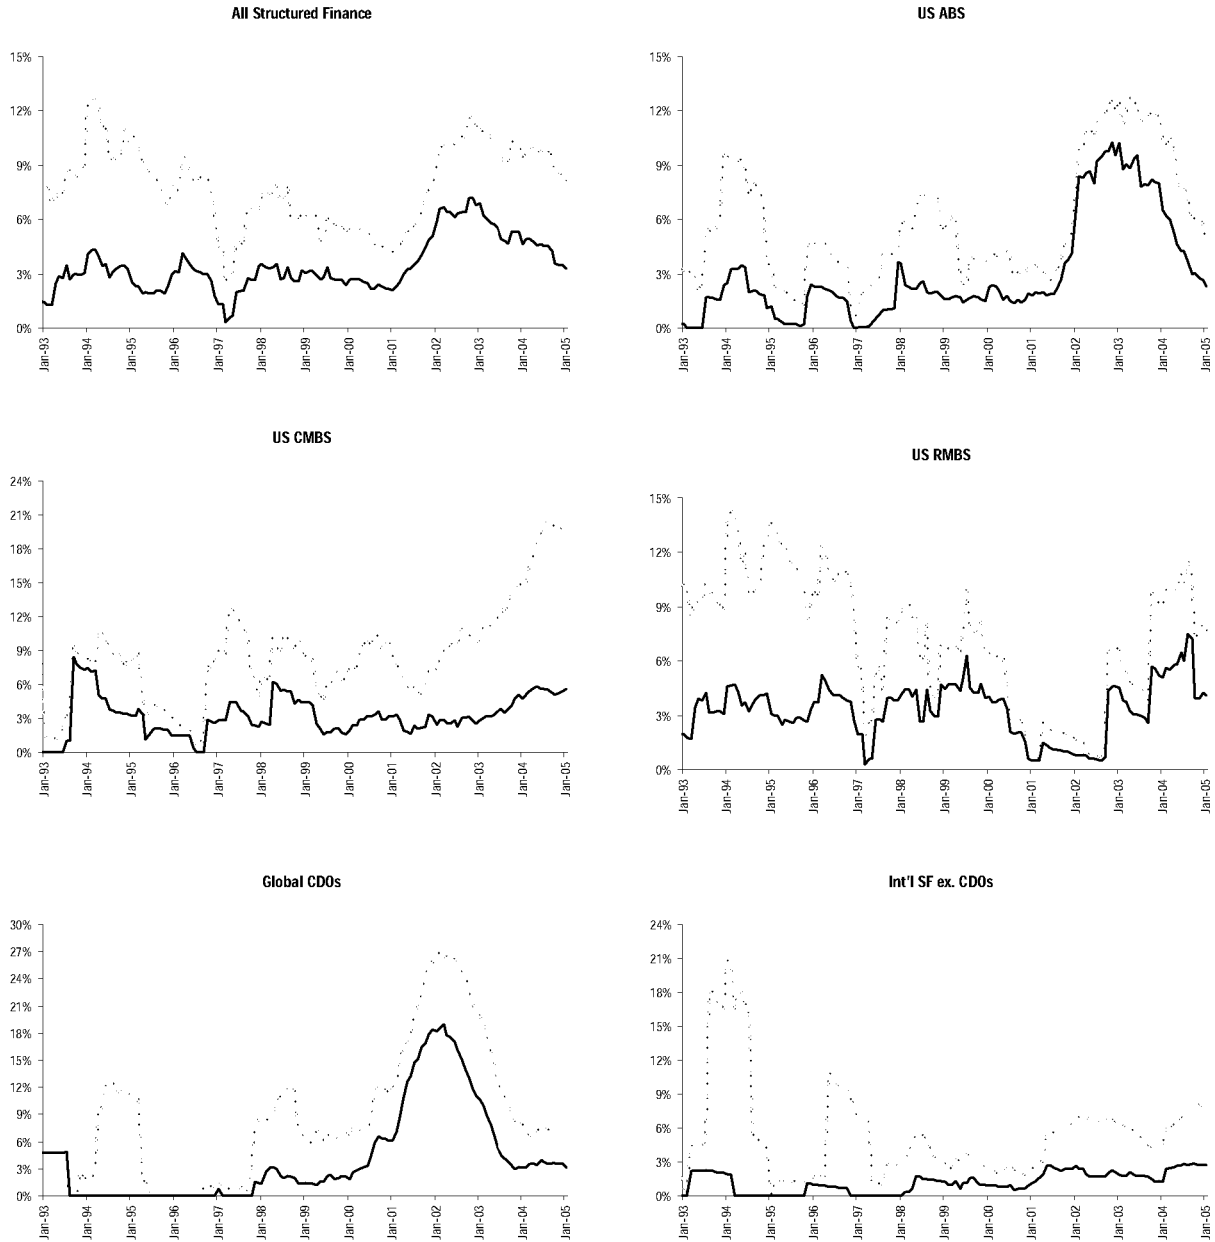 All Structured Finance
15%
12%
9%
6%
3%
0%
Jan-93
Jan-94
Jan-95
Jan-96
Jan-97
Jan-98
Jan-99
Jan-00
Jan-01
Jan-02
Jan-03
Jan-04
Jan-05
US ABS
15%
12%
9%
6%
3%
0%
Jan-93
Jan-94
Jan-95
Jan-96
Jan-97
Jan-98
Jan-99
Jan-00
Jan-01
Jan-02
Jan-03
Jan-04
Jan-05
US CMBS
24%
21%
18%
15%
12%
9%
6%
3%
0%
Jan-93
Jan-94
Jan-95
Jan-96
Jan-97
Jan-98
Jan-99
Jan-00
Jan-01
Jan-02
Jan-03
Jan-04
Jan-05
US RMBS
15%
12%
9%
6%
3%
0%
Jan-93
Jan-94
Jan-95
Jan-96
Jan-97
Jan-98
Jan-99
Jan-00
Jan-01
Jan-02
Jan-03
Jan-04
Jan-05
Global CDOs
30%
27%
24%
21%
18%
15%
12%
9%
6%
3%
0%
Jan-93
Jan-94
Jan-95
Jan-96
Jan-97
Jan-98
Jan-99
Jan-00
Jan-01
Jan-02
Jan-03
Jan-04
Jan-05
Int'l SF ex. CDOs
24%
21%
18%
15%
12%
9%
6%
3%
0%
Jan-93
Jan-94
Jan-95
Jan-96
Jan-97
Jan-98
Jan-99
Jan-00
Jan-01
Jan-02
Jan-03
Jan-04
Jan-05